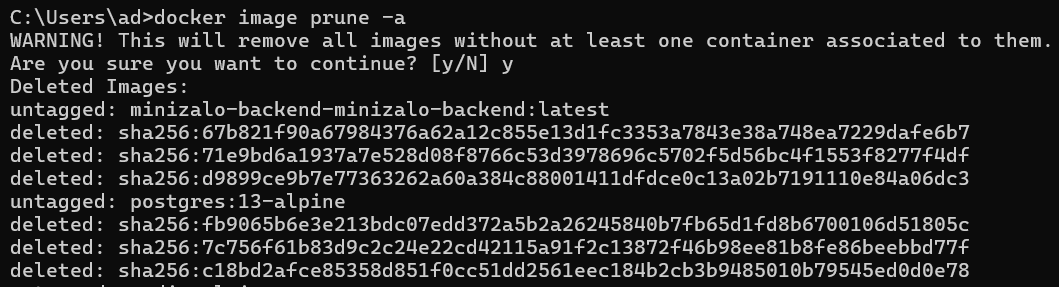 C:\Users\ad>docker image prune -a
WARNING! This will remove all images without at least one container associated to them.
Are you sure you want to continue? [y/N] y
Deleted Images:
untagged: minizalo-backend-minizalo-backend:latest
deleted: sha256:67b821f90a67984376a62a12c855e13d1fc3353a7843e38a748ea7229dafe6b7
deleted: sha256:71e9bd6a1937a7e528d08f8766c53d3978696c5702f5d56bc4f1553f8277f4df
deleted: sha256:d9899ce9b7e77363262a60a384c88001411dfdce0c13a02b7191110e84a06dc3
untagged: postgres:13-alpine
deleted: sha256:fb9065b6e3e213bdc07edd372a5b2a26245840b7fb65d1fd8b6700106d51805c
deleted: sha256:7c756f61b83d9c2c24e22cd42115a91f2c13872f46b98ee81b8fe86beebbd77f
deleted: sha256:c18bd2afce85358d851f0cc51dd2561eec184b2cb3b9485010b79545ed0d0e78